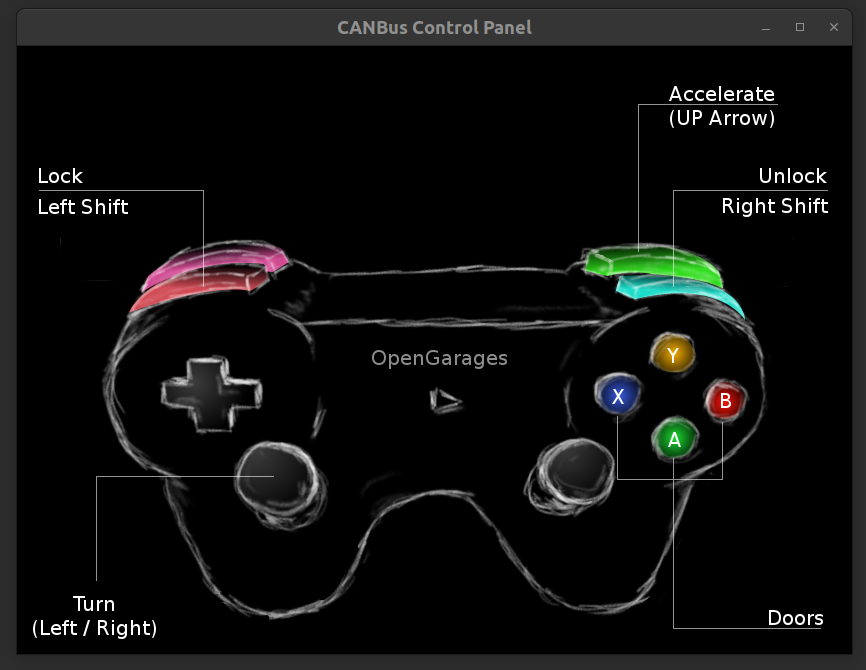 CANBus Control Panel
Accelerate
(UP Arrow)
Lock
Left Shift
Unlock
Right Shift
OpenGarages
Y
X
B
A
Turn
(Left / Right)
Doors